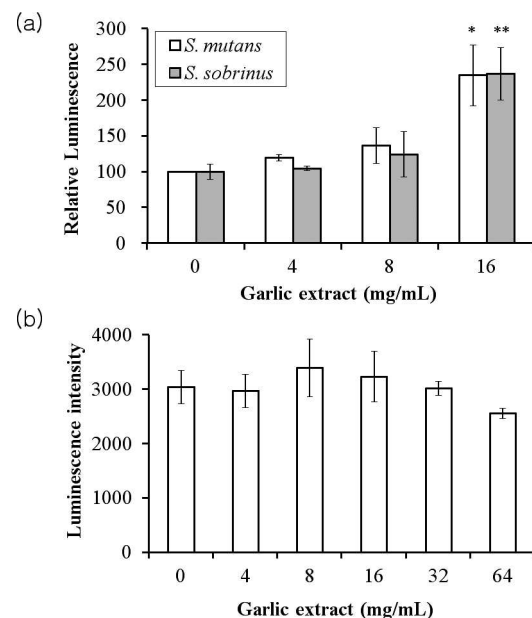 (a)
S. mutans
S. sobrinus
* **
300
250
200
150
100
50
0
Relative Luminescence
0 4 8 16
Garlic extract (mg/mL)
(b)
4000
3000
2000
1000
0
Luminescence intensity
0 4 8 16 32 64
Garlic extract (mg/mL)